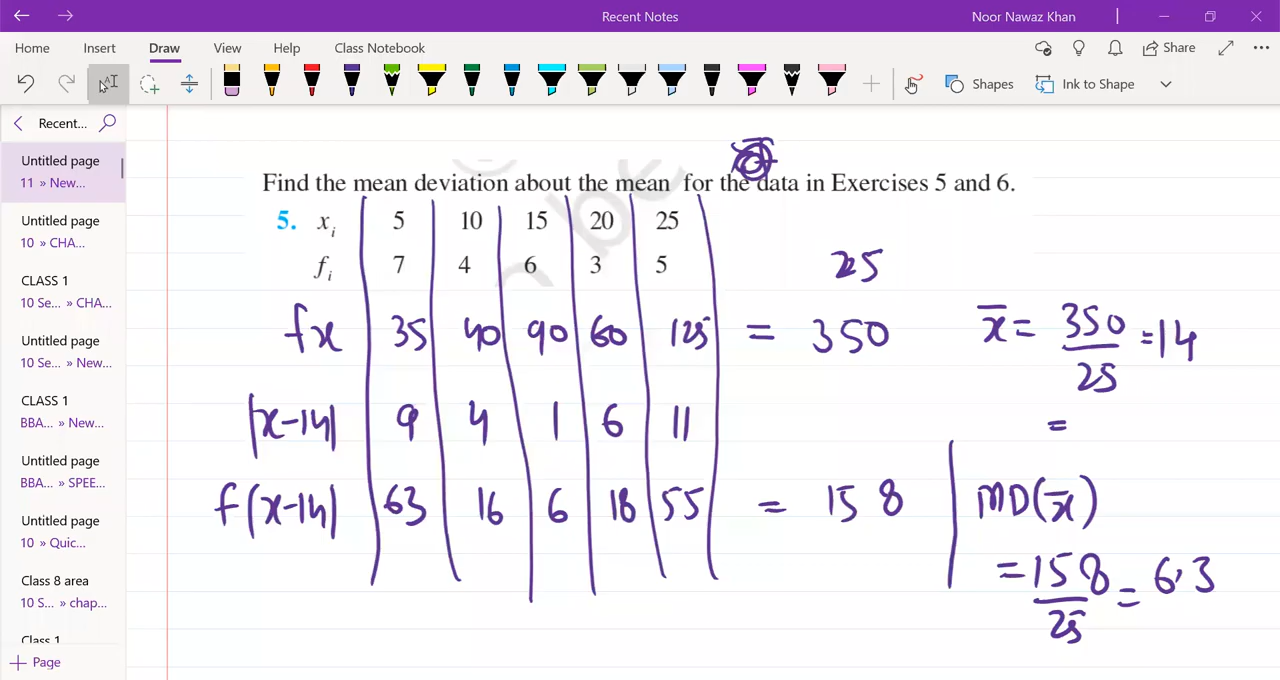 Recent Notes
Noor Nawaz Khan
Home Insert Draw View Help Class Notebook Share
Shapes Ink to Shape
Recent...
Untitled page
11 » New...
Untitled page
10 » CHA...
CLASS 1
10 Se... » CHA...
Untitled page
10 Se... » New...
CLASS 1
BBA... » New...
Untitled page
BBA... » SPEE...
Untitled page
10 » Quic...
Class 8 area
10 S... » chap...
Class 1
Page
Find the mean deviation about the mean for the data in Exercises 5 and 6.
5. xi 5 10 15 20 25
fi 7 4 6 3 5 25
fx 35 40 90 60 125 = 350
|x-14| 9 4 1 6 11
f|x-14| 63 16 6 18 55 = 158
x̄ = 350/25 = 14
=
MD(x̄)
= 158/25 = 6.3